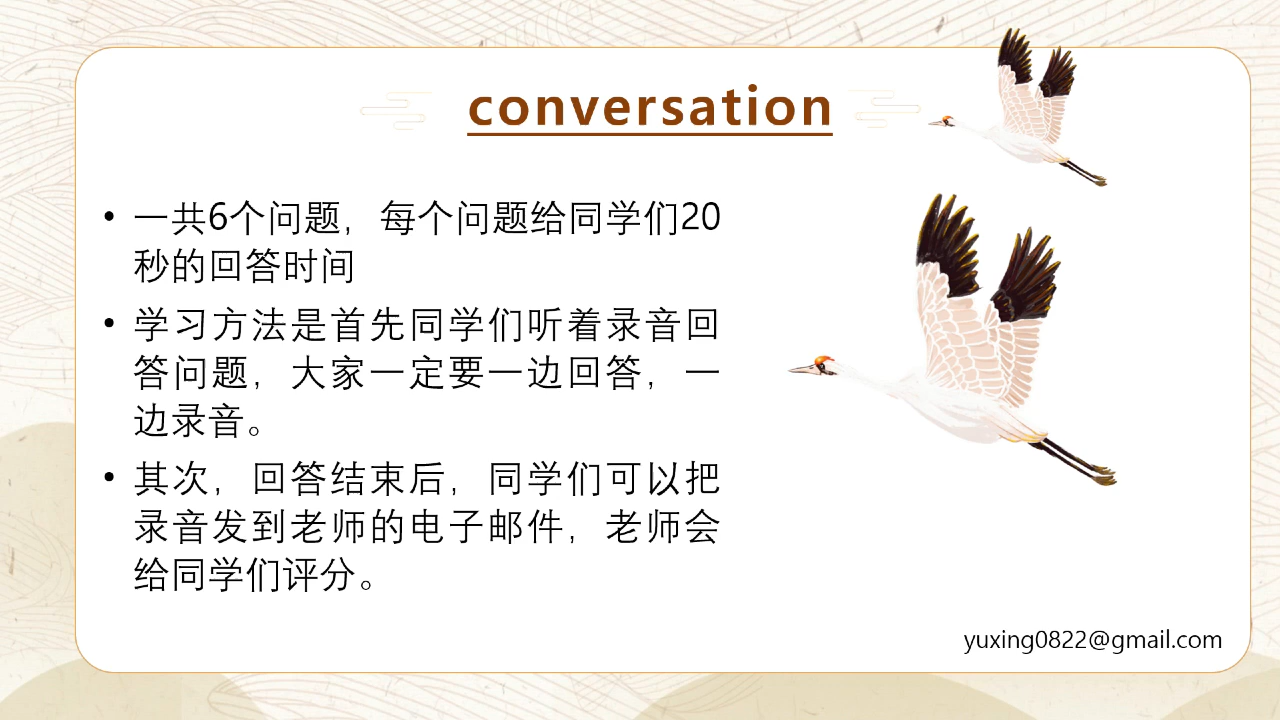 conversation
• 一共6个问题，每个问题给同学们20
秒的回答时间
• 学习方法是首先同学们听着录音回
答问题，大家一定要一边回答，一
边录音。
• 其次，回答结束后，同学们可以把
录音发到老师的电子邮件，老师会
给同学们评分。
yuxing0822@gmail.com